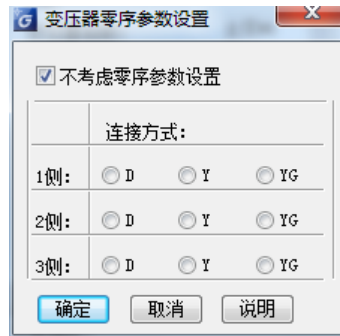 变压器零序参数设置
不考虑零序参数设置
连接方式:
1侧: D Y YG
2侧: D Y YG
3侧: D Y YG
确定 取消 说明